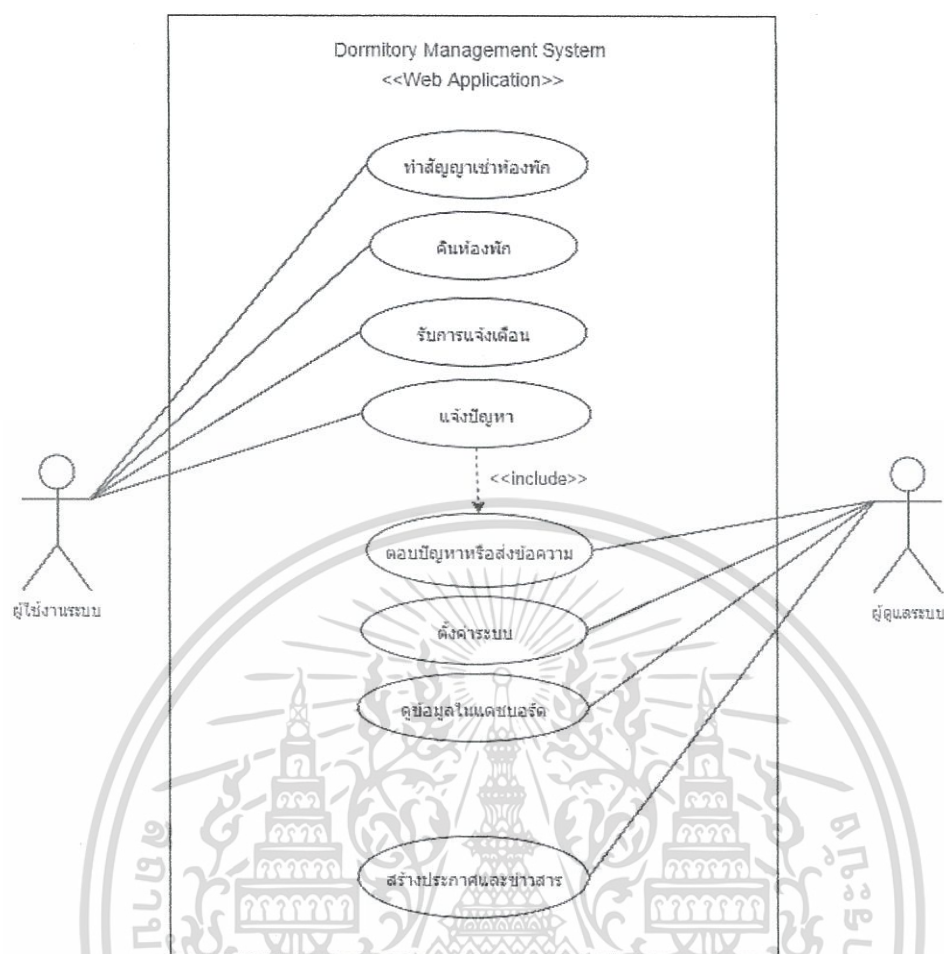 Dormitory Management System
<<Web Application>>
ทำสัญญาเช่าห้องพัก
คืนห้องพัก
รับการแจ้งเตือน
แจ้งปัญหา
<<include>>
ตอบปัญหาหรือส่งข้อความ
ผู้ใช้งานระบบ
ผู้ดูแลระบบ
ตั้งค่าระบบ
ดูข้อมูลในแดชบอร์ด
สร้างประกาศและข่าวสาร